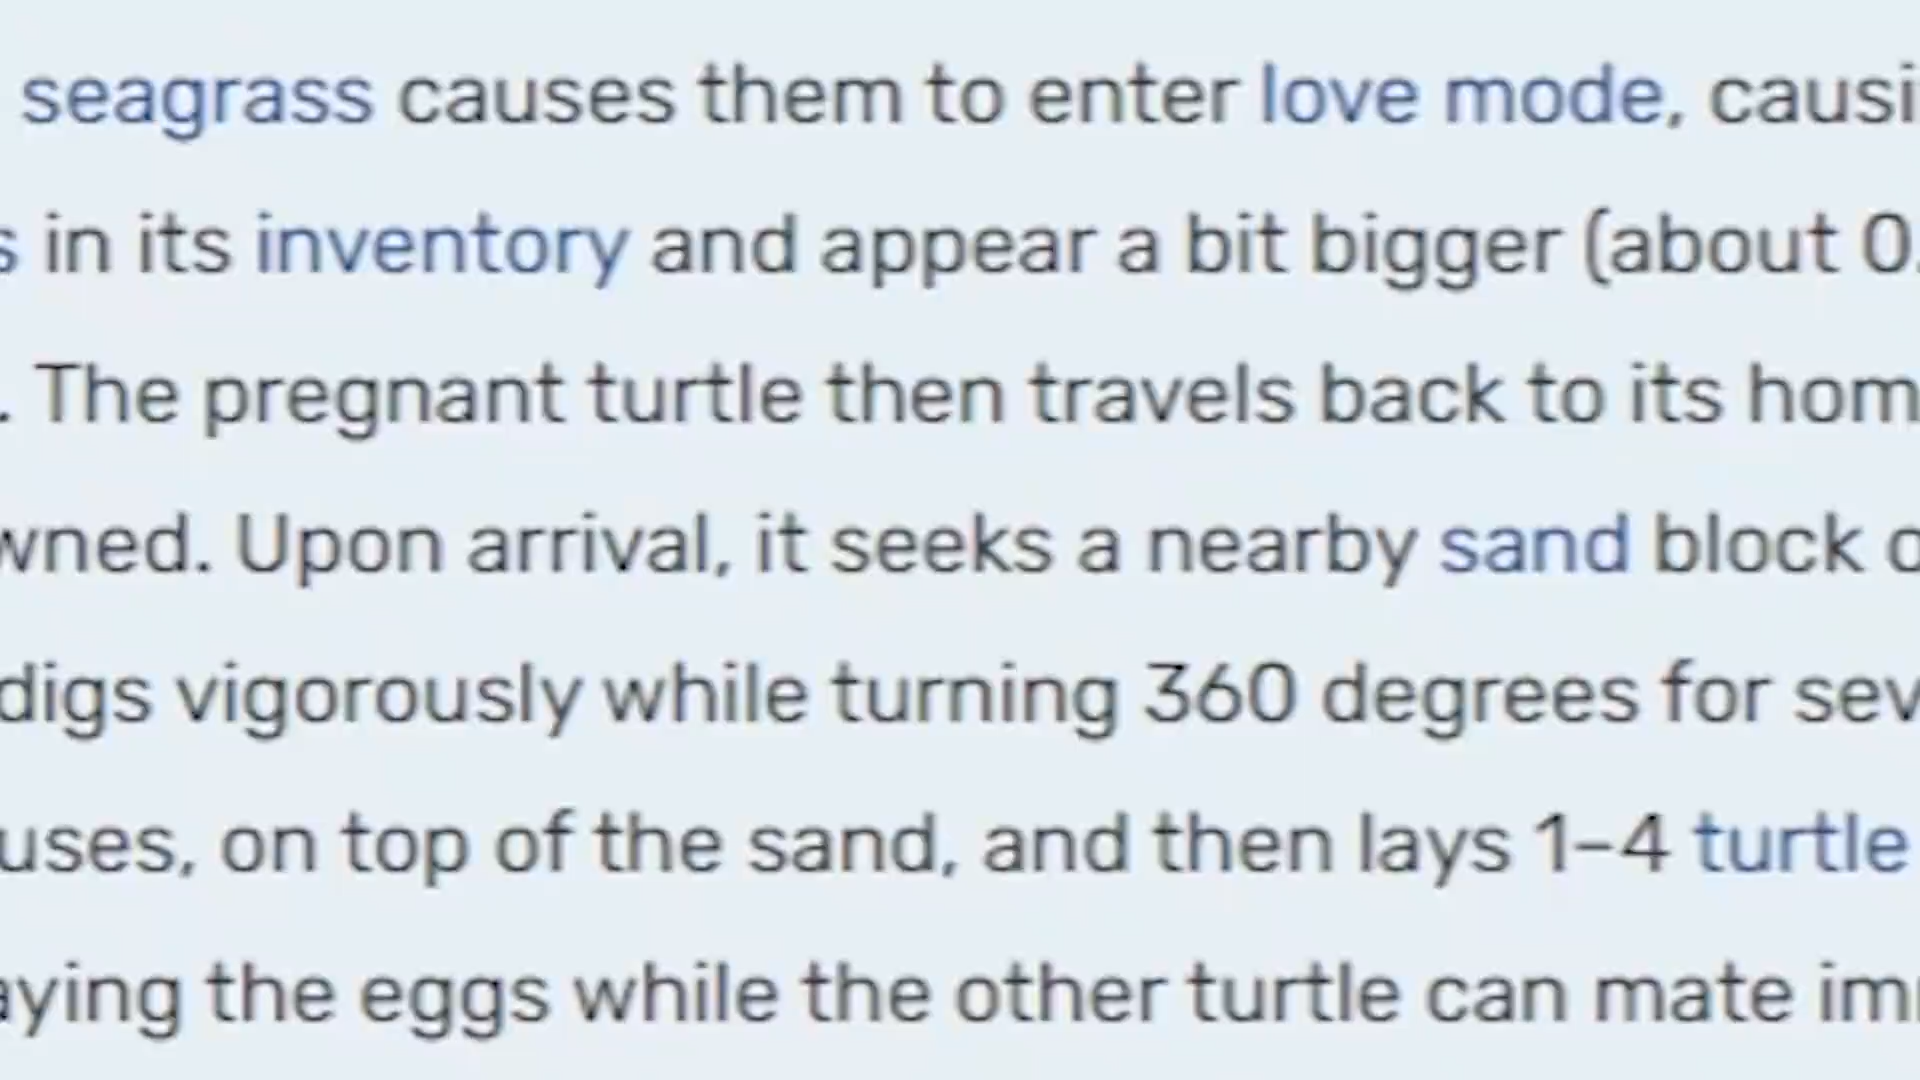 seagrass causes them to enter love mode, causi
s in its inventory and appear a bit bigger (about 0.
. The pregnant turtle then travels back to its hom
wned. Upon arrival, it seeks a nearby sand block o
digs vigorously while turning 360 degrees for sev
uses, on top of the sand, and then lays 1–4 turtle
aying the eggs while the other turtle can mate im